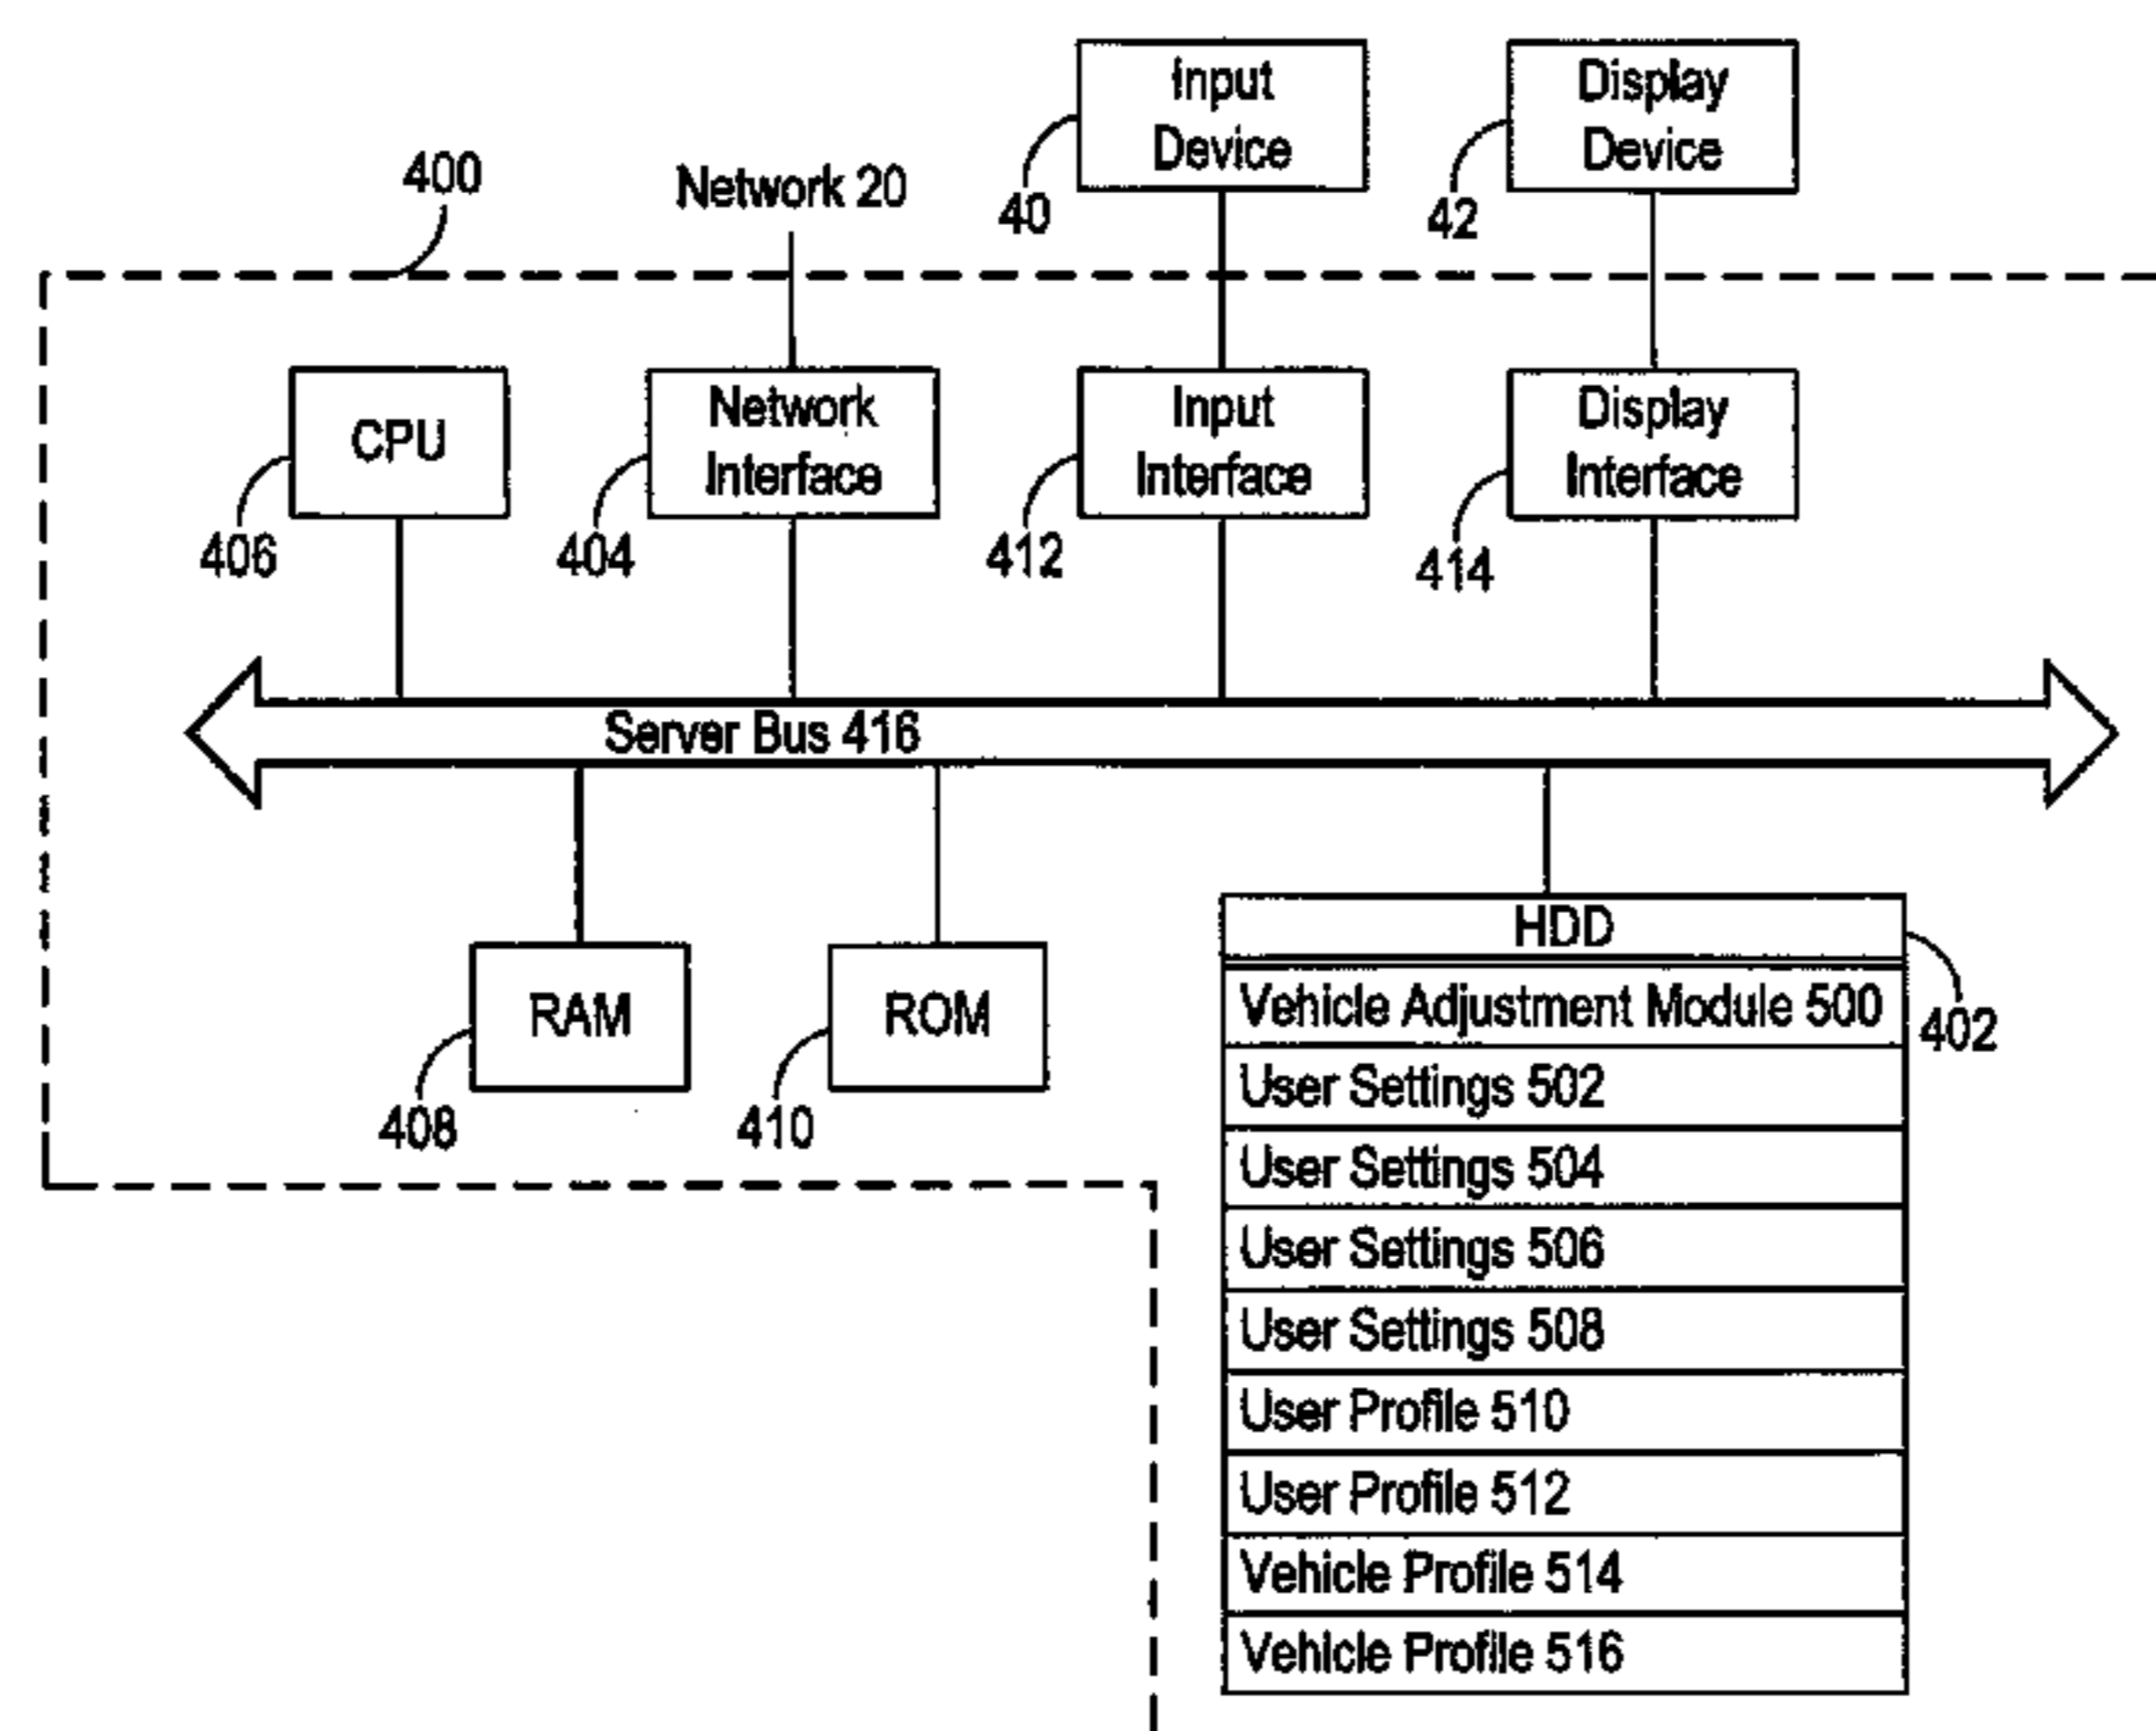 Input
Device
Display
Device
400
Network 20
40
42
CPU
Network
Interface
Input
Interface
Display
Interface
406
404
412
414
Server Bus 416
HDD
RAM
ROM
Vehicle Adjustment Module 500
402
User Settings 502
408
410
User Settings 504
User Settings 506
User Settings 508
User Profile 510
User Profile 512
Vehicle Profile 514
Vehicle Profile 516